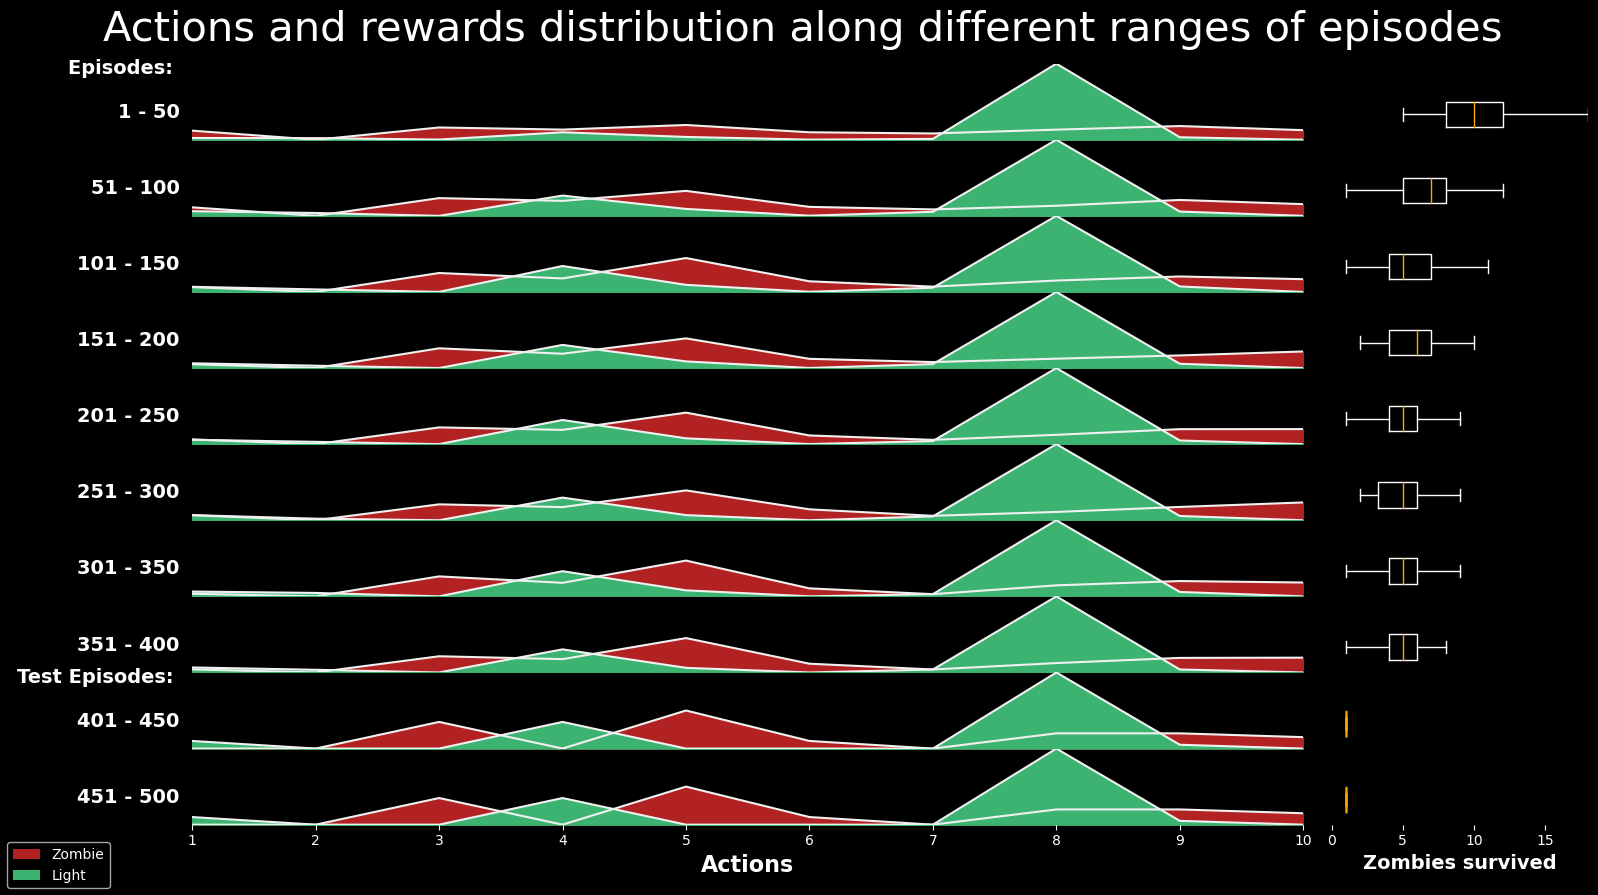 Actions and rewards distribution along different ranges of episodes
Episodes:
1 - 50
51 - 100
101 - 150
151 - 200
201 - 250
251 - 300
301 - 350
351 - 400
Test Episodes:
401 - 450
451 - 500
1 2 3 4 5 6 7 8 9 10 0 5 10 15
Actions
Zombies survived
Zombie
Light